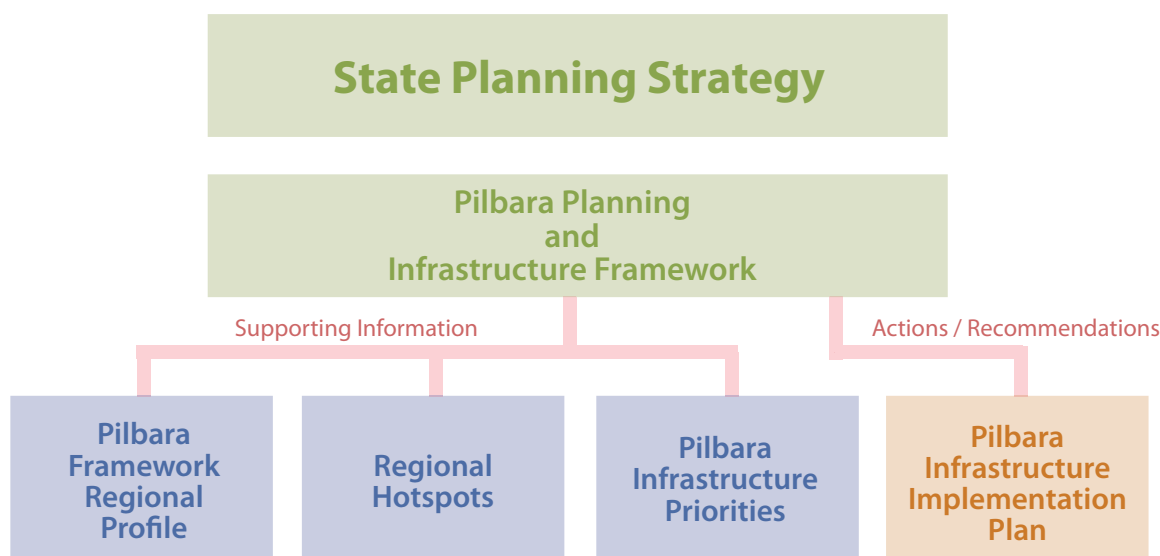 State Planning Strategy
Pilbara Planning
and
Infrastructure Framework
Supporting Information
Actions / Recommendations
Pilbara
Framework
Regional
Profile
Regional
Hotspots
Pilbara
Infrastructure
Priorities
Pilbara
Infrastructure
Implementation
Plan